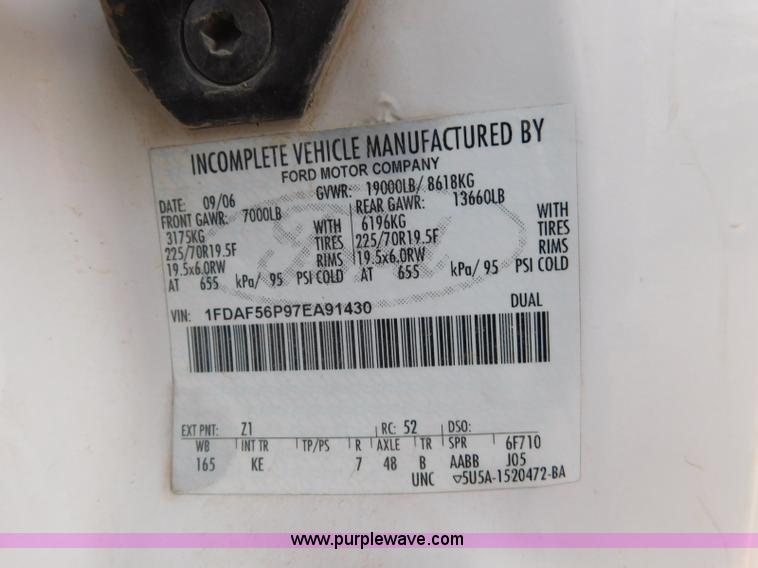 INCOMPLETE VEHICLE MANUFACTURED BY
FORD MOTOR COMPANY
DATE: 09/06 GVWR: 19000LB/ 8618KG
FRONT GAWR: 7000LB REAR GAWR: 13660LB
3175KG WITH 6196KG WITH
225/70R19.5F TIRES 225/70R19.5F TIRES
19.5x6.0RW RIMS 19.5x6.0RW RIMS
AT 655 kPa/ 95 PSI COLD AT 655 kPa/ 95 PSI COLD
VIN: 1FDAF56P97EA91430 DUAL
EXT PNT: Z1 RC: 52 DSO:
WB INT TR TP/PS R AXLE TR SPR 6F710
165 KE 7 48 B AABB J05
UNC ▽5U5A-1520472-BA
www.purplewave.com